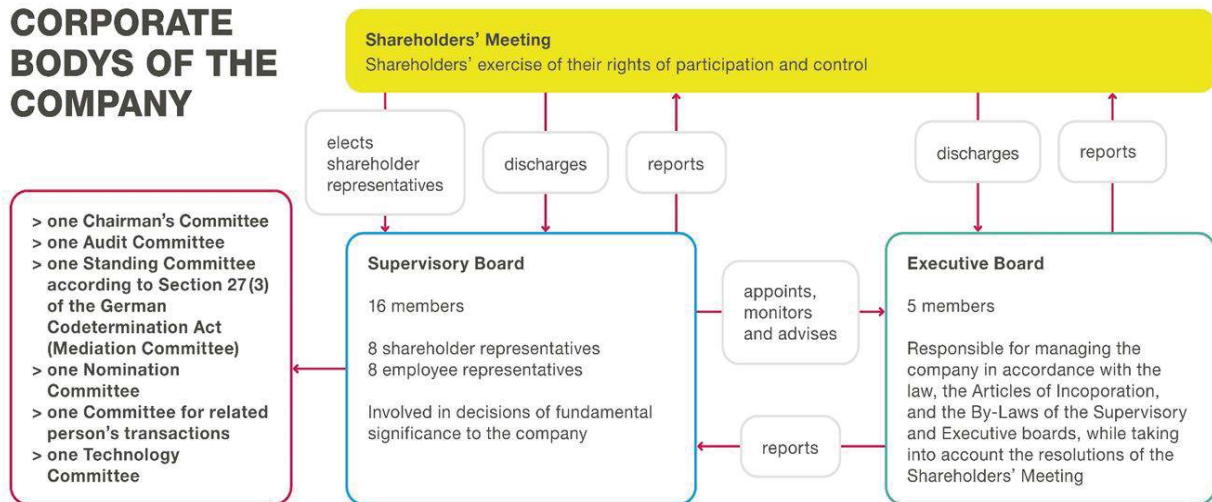 CORPORATE
BODYS OF THE
COMPANY
Shareholders’ Meeting
Shareholders’ exercise of their rights of participation and control
elects
shareholder
representatives
discharges
reports
discharges
reports
> one Chairman’s Committee
> one Audit Committee
> one Standing Committee
according to Section 27(3)
of the German
Codetermination Act
(Mediation Committee)
> one Nomination
Committee
> one Committee for related
person’s transactions
> one Technology
Committee
Supervisory Board
16 members
8 shareholder representatives
8 employee representatives
Involved in decisions of fundamental
significance to the company
appoints,
monitors
and advises
reports
Executive Board
5 members
Responsible for managing the
company in accordance with the
law, the Articles of Incoporation,
and the By-Laws of the Supervisory
and Executive boards, while taking
into account the resolutions of the
Shareholders’ Meeting